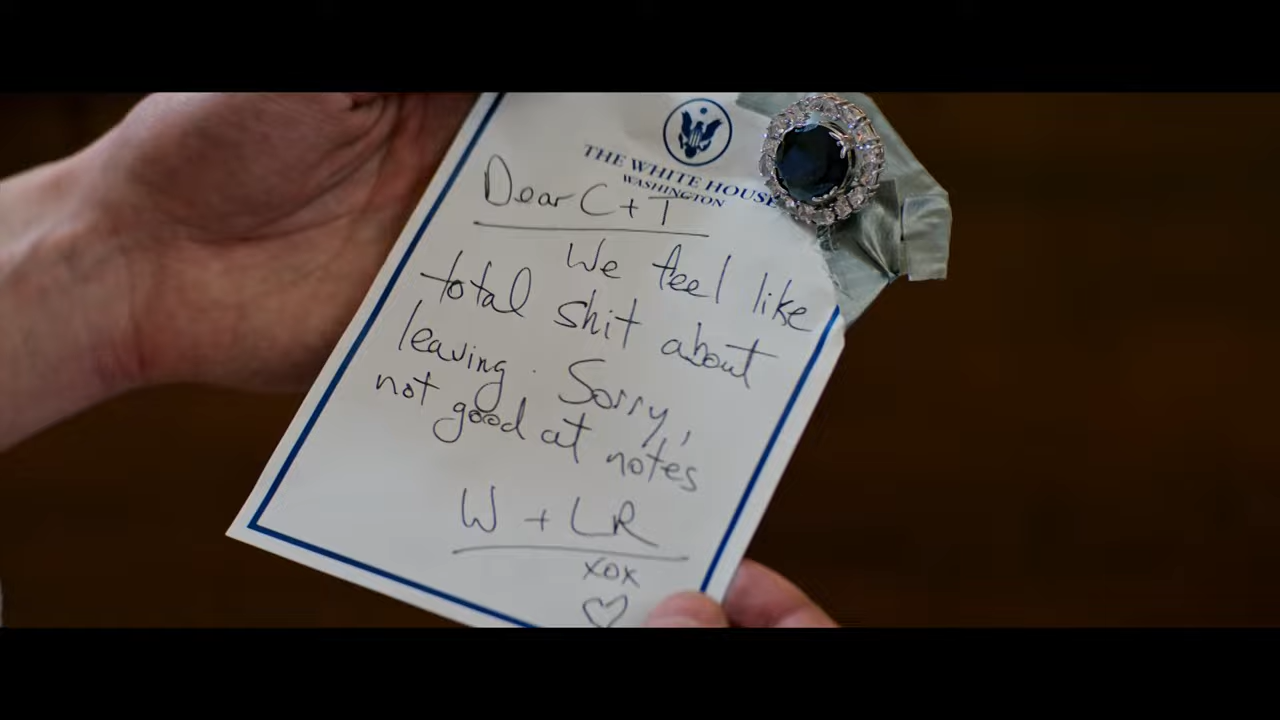 THE WHITE HOUSE
WASHINGTON
Dear C + T
We feel like
total shit about
leaving. Sorry,
not good at notes
W + LR
xox